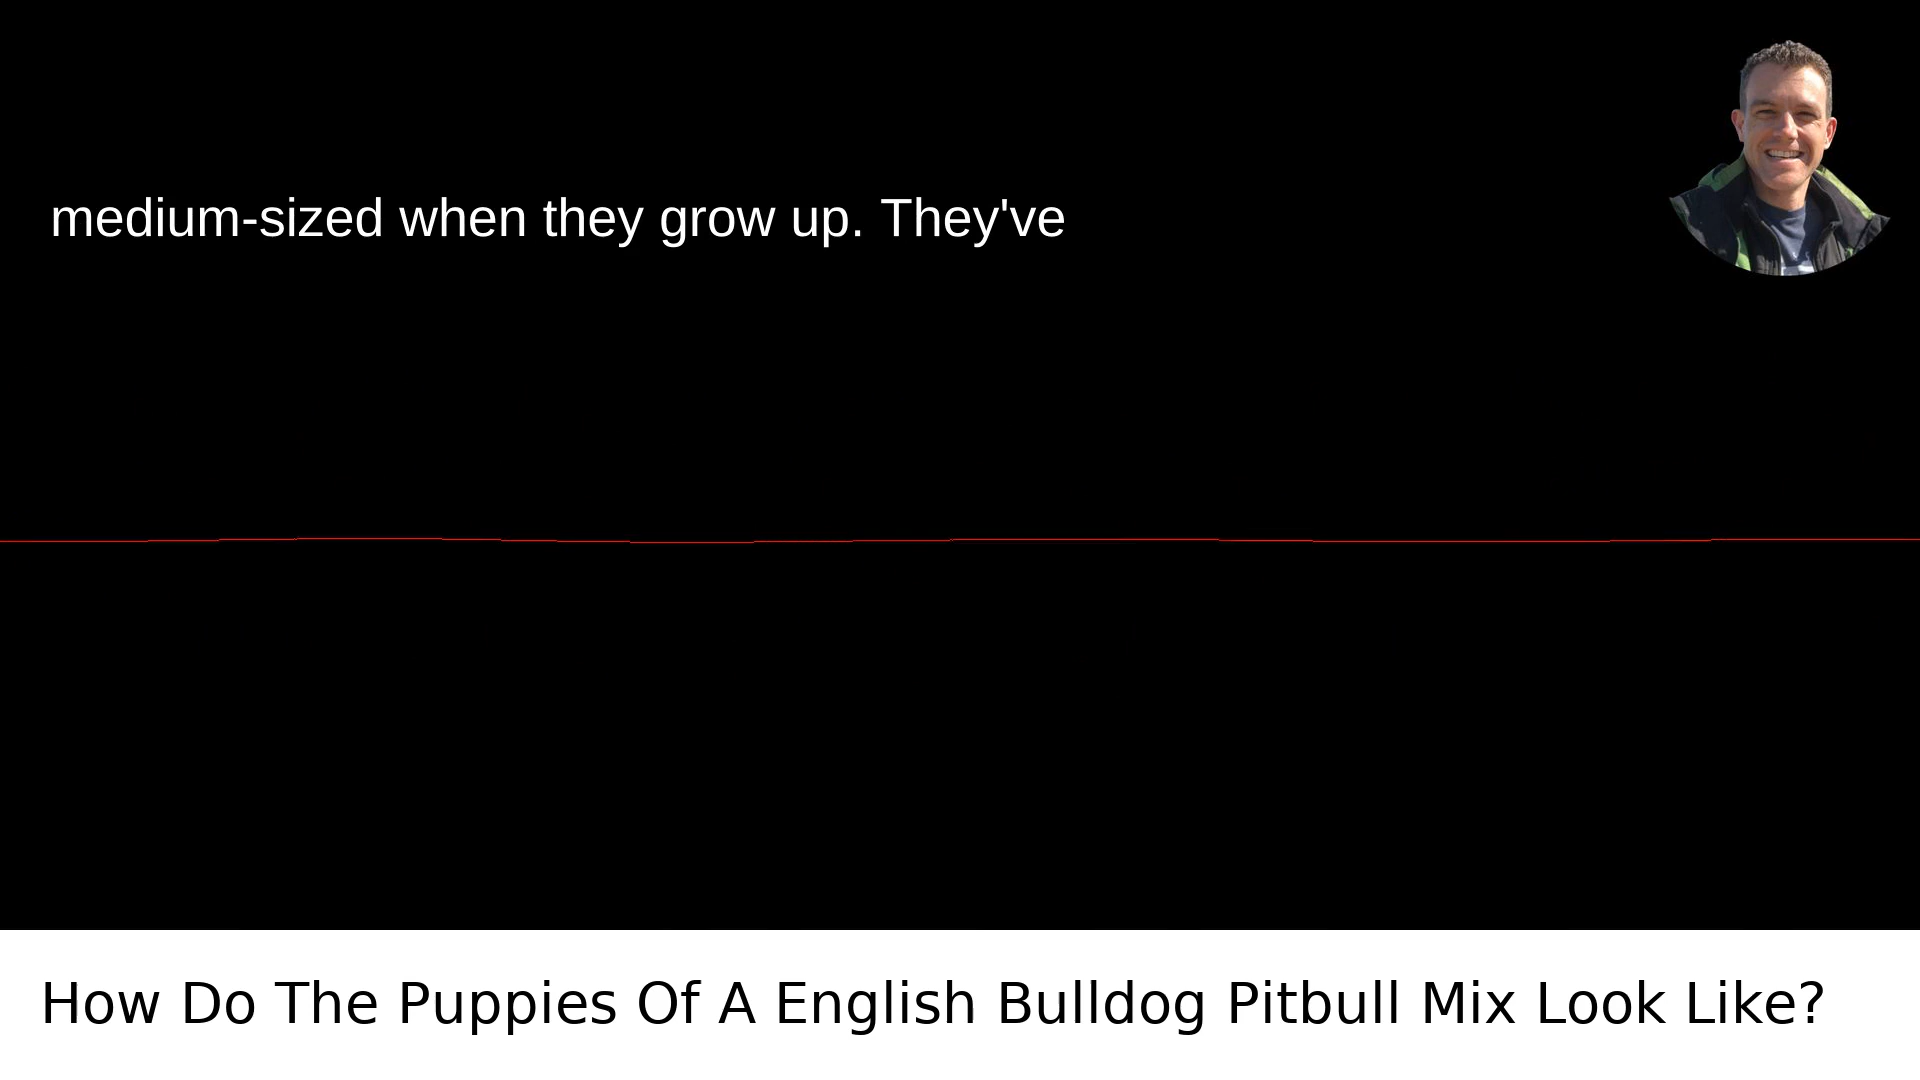 medium-sized when they grow up. They've
How Do The Puppies Of A English Bulldog Pitbull Mix Look Like?